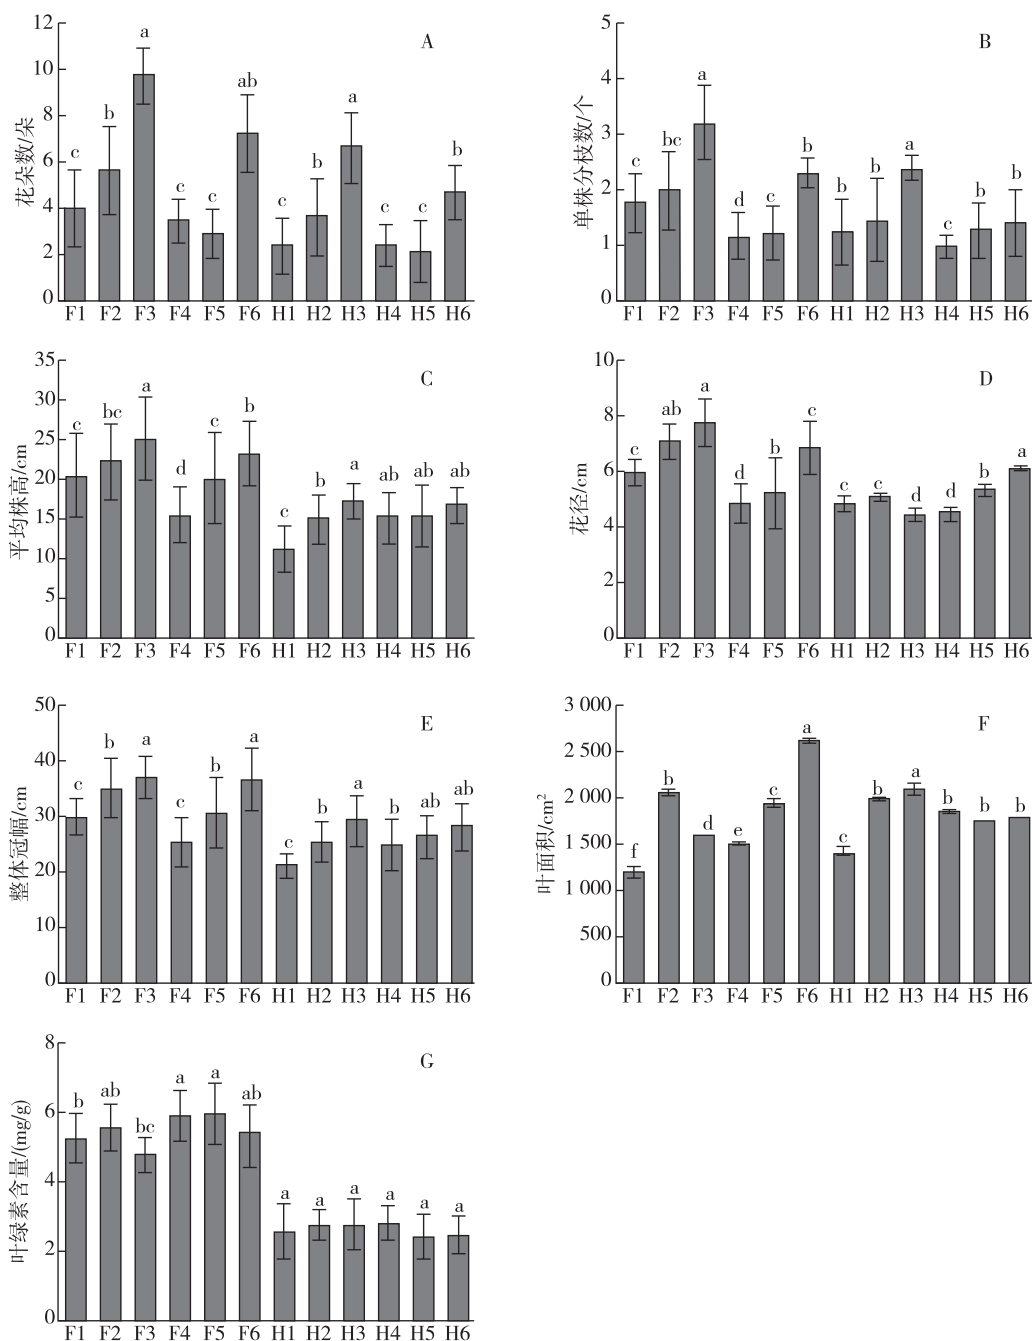 A
花朵数/朵
12
10
8
6
4
2
0
c b a c c ab c b a c c b
F1 F2 F3 F4 F5 F6 H1 H2 H3 H4 H5 H6
B
单株分枝数/个
5
4
3
2
1
0
c bc a d c b b b a c b b
F1 F2 F3 F4 F5 F6 H1 H2 H3 H4 H5 H6
C
平均株高/cm
35
30
25
20
15
10
5
0
c bc a d c b c b a ab ab ab
F1 F2 F3 F4 F5 F6 H1 H2 H3 H4 H5 H6
D
花径/cm
10
8
6
4
2
0
c ab a d b c c c d d b a
F1 F2 F3 F4 F5 F6 H1 H2 H3 H4 H5 H6
E
整体冠幅/cm
50
40
30
20
10
0
c b a c b a c b a b ab ab
F1 F2 F3 F4 F5 F6 H1 H2 H3 H4 H5 H6
F
叶面积/cm²
3 000
2 500
2 000
1 500
1 000
500
0
f b d e c a c b a b b b
F1 F2 F3 F4 F5 F6 H1 H2 H3 H4 H5 H6
G
叶绿素含量/(mg/g)
8
6
4
2
0
b ab bc a a ab a a a a a a
F1 F2 F3 F4 F5 F6 H1 H2 H3 H4 H5 H6